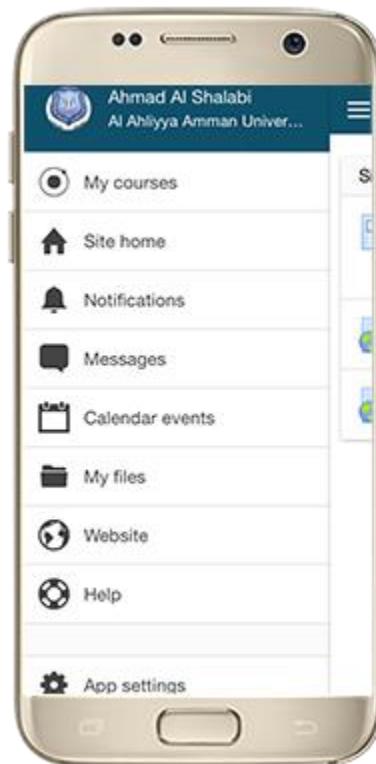 Ahmad Al Shalabi
Al Ahliyya Amman Univer...
My courses
Site home
Notifications
Messages
Calendar events
My files
Website
Help
App settings